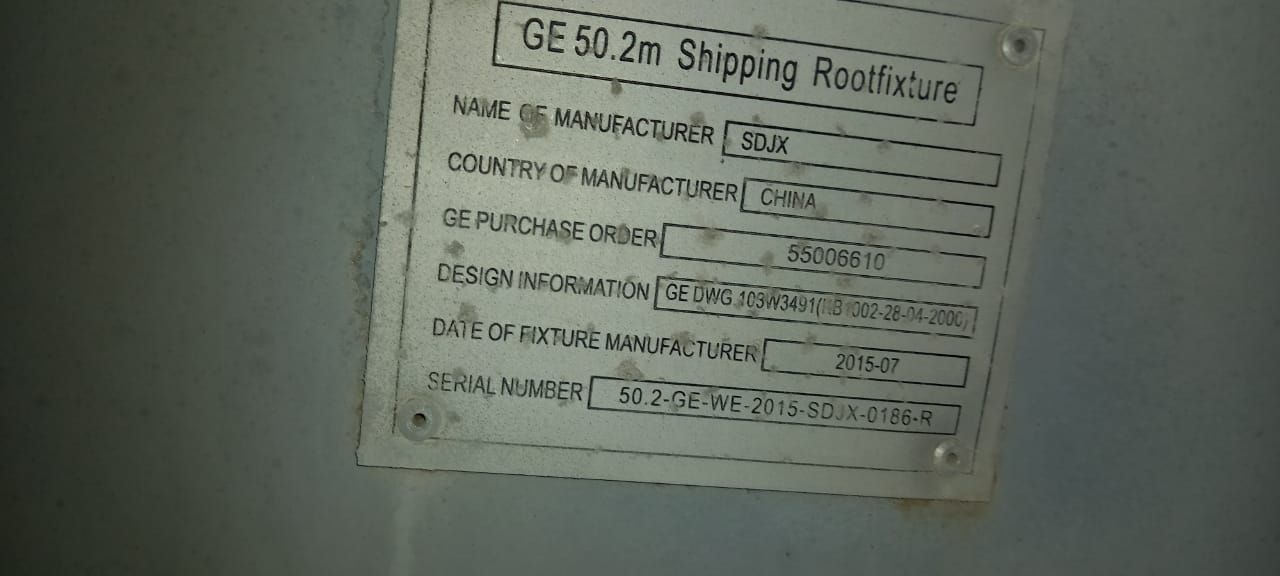 GE 50.2m Shipping Rootfixture
NAME OF MANUFACTURER SDJX
COUNTRY OF MANUFACTURER CHINA
GE PURCHASE ORDER 55006610
DESIGN INFORMATION GE DWG 103W3491(
DATE OF FIXTURE MANUFACTURER 2015-07
SERIAL NUMBER 50.2-GE-WE-2015-SDJX-0186-R